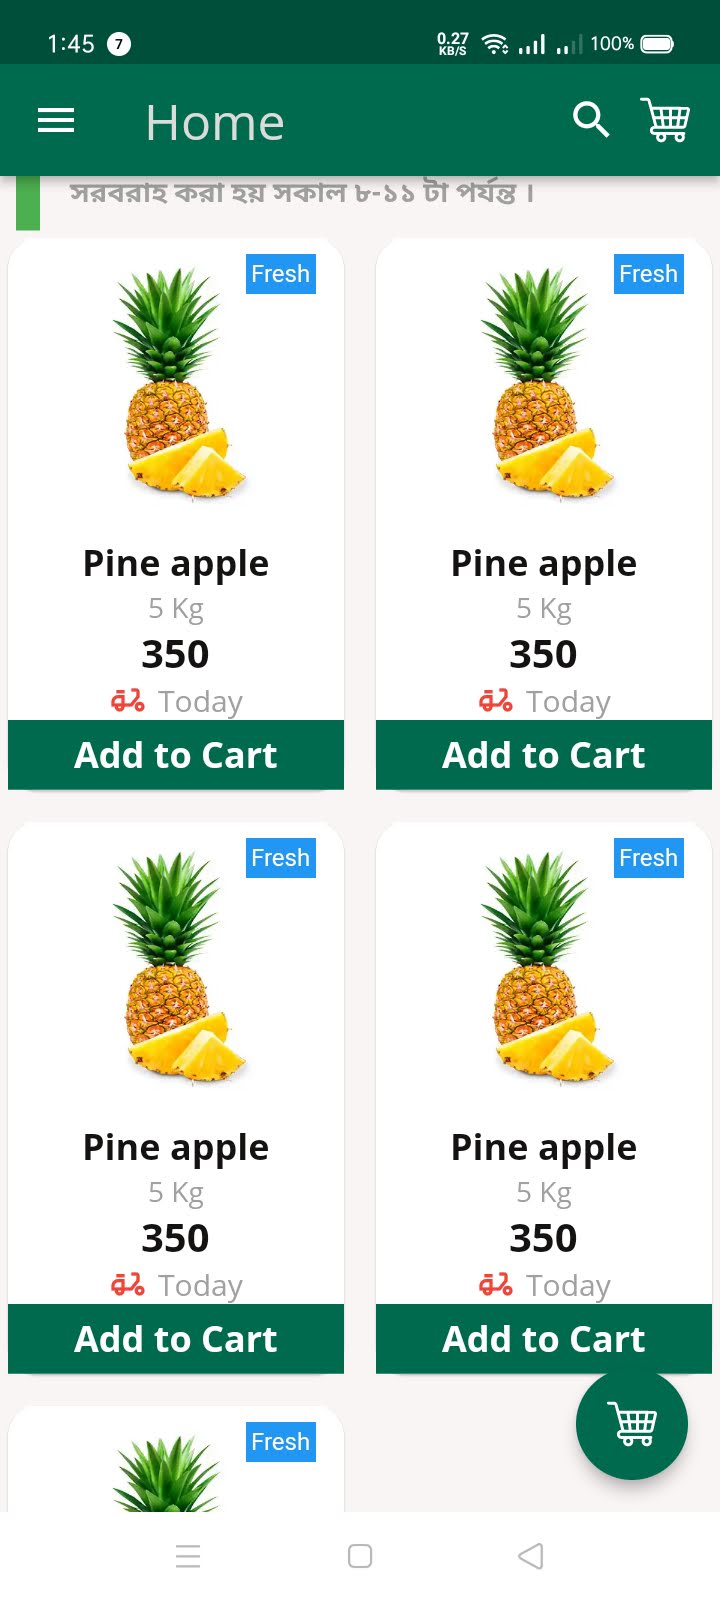 1:45 7 0.27 KB/S 100%
Home
সরবরাহ করা হয় সকাল ৮-১১ টা পর্যন্ত ।
Fresh Fresh
Pine apple Pine apple
5 Kg 5 Kg
350 350
Today Today
Add to Cart Add to Cart
Fresh Fresh
Pine apple Pine apple
5 Kg 5 Kg
350 350
Today Today
Add to Cart Add to Cart
Fresh